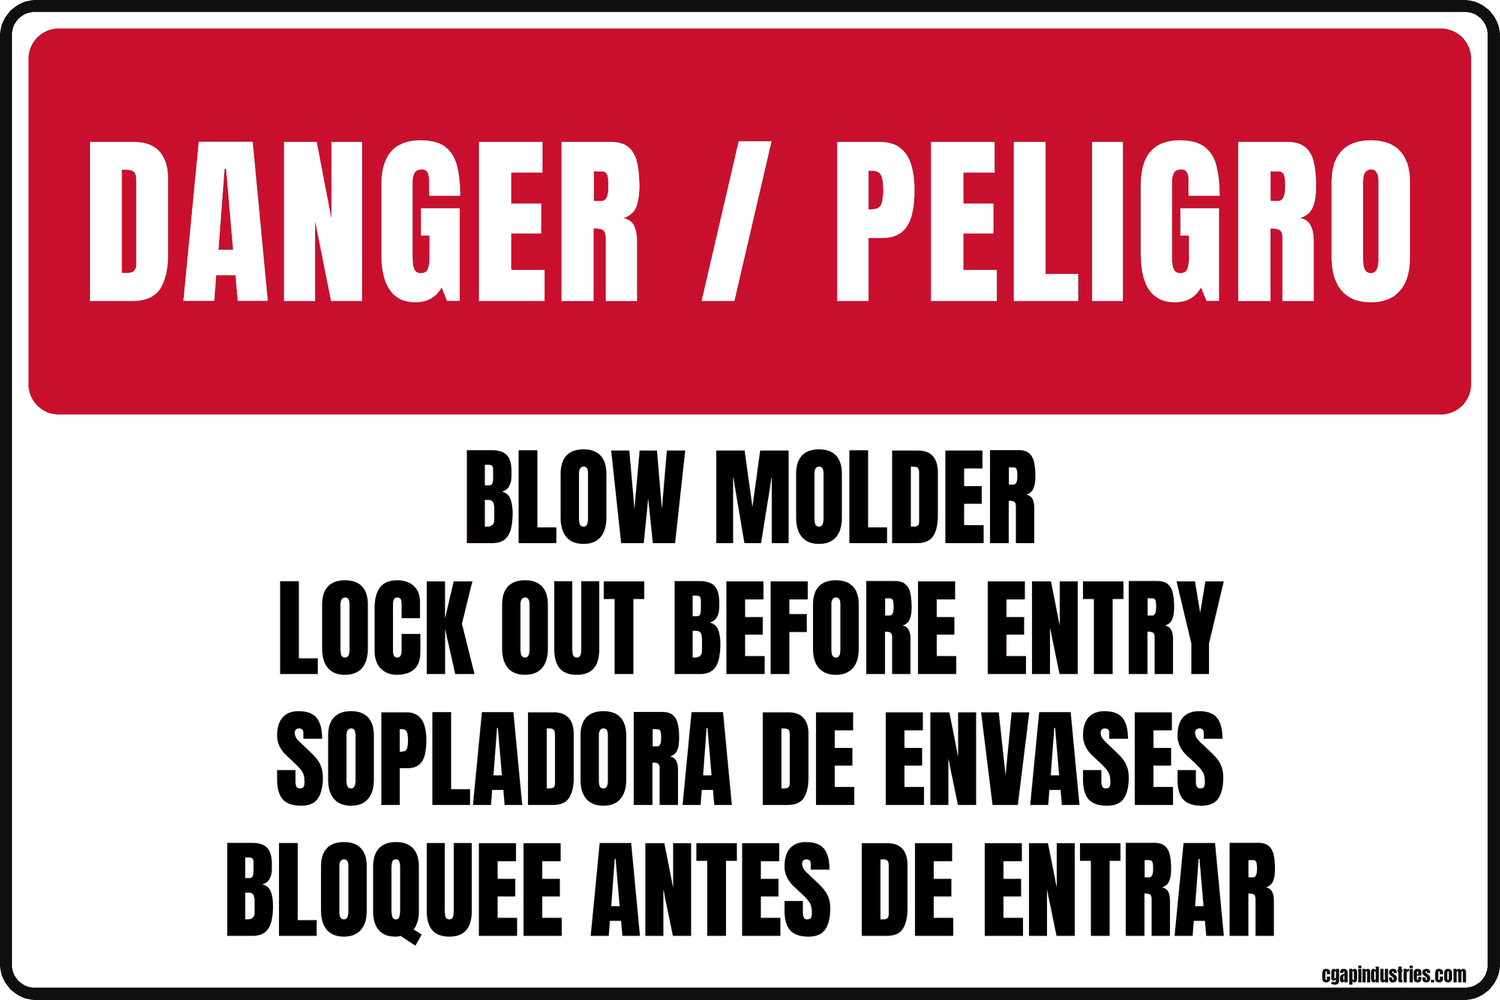 DANGER / PELIGRO
BLOW MOLDER
LOCK OUT BEFORE ENTRY
SOPLADORA DE ENVASES
BLOQUEE ANTES DE ENTRAR
cgapindustries.com